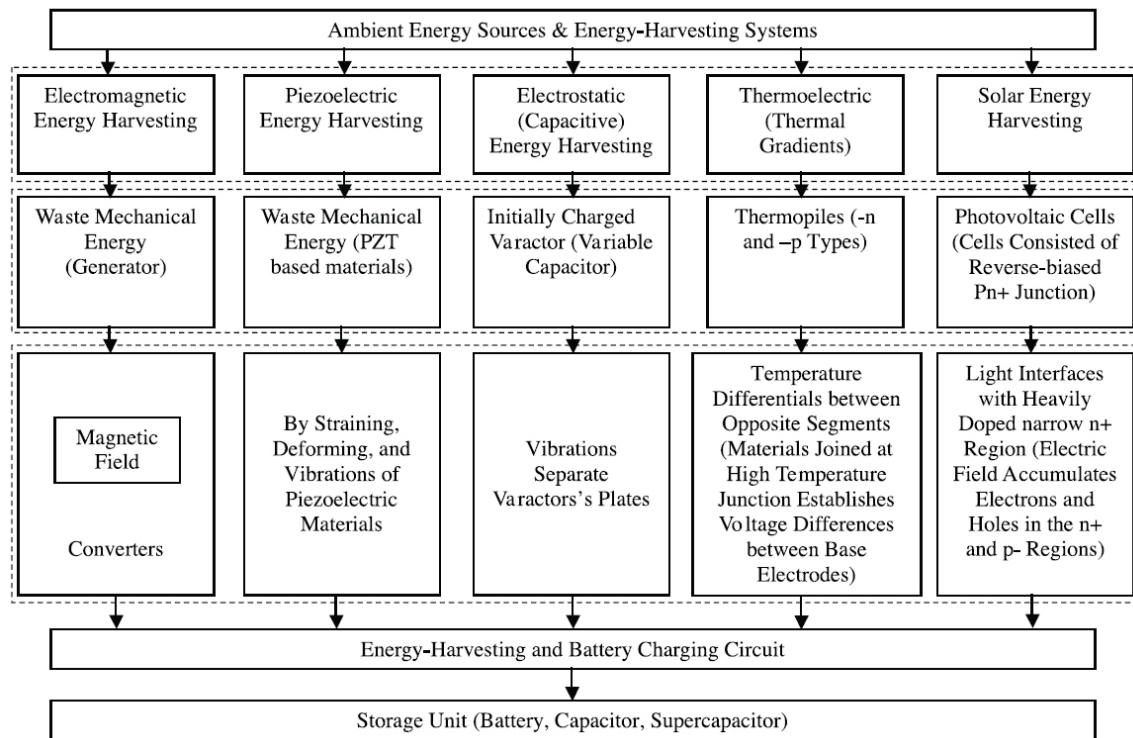 Ambient Energy Sources & Energy-Harvesting Systems
Electromagnetic
Energy Harvesting
Piezoelectric
Energy Harvesting
Electrostatic
(Capacitive)
Energy Harvesting
Thermoelectric
(Thermal
Gradients)
Solar Energy
Harvesting
Waste Mechanical
Energy
(Generator)
Waste Mechanical
Energy (PZT
based materials)
Initially Charged
Varactor (Variable
Capacitor)
Thermopiles (-n
and –p Types)
Photovoltaic Cells
(Cells Consisted of
Reverse-biased
Pn+ Junction)
Magnetic
Field
Converters
By Straining,
Deforming, and
Vibrations of
Piezoelectric
Materials
Vibrations
Separate
Varactors's Plates
Temperature
Differentials between
Opposite Segments
(Materials Joined at
High Temperature
Junction Establishes
Voltage Differences
between Base
Electrodes)
Light Interfaces
with Heavily
Doped narrow n+
Region (Electric
Field Accumulates
Electrons and
Holes in the n+
and p- Regions)
Energy-Harvesting and Battery Charging Circuit
Storage Unit (Battery, Capacitor, Supercapacitor)